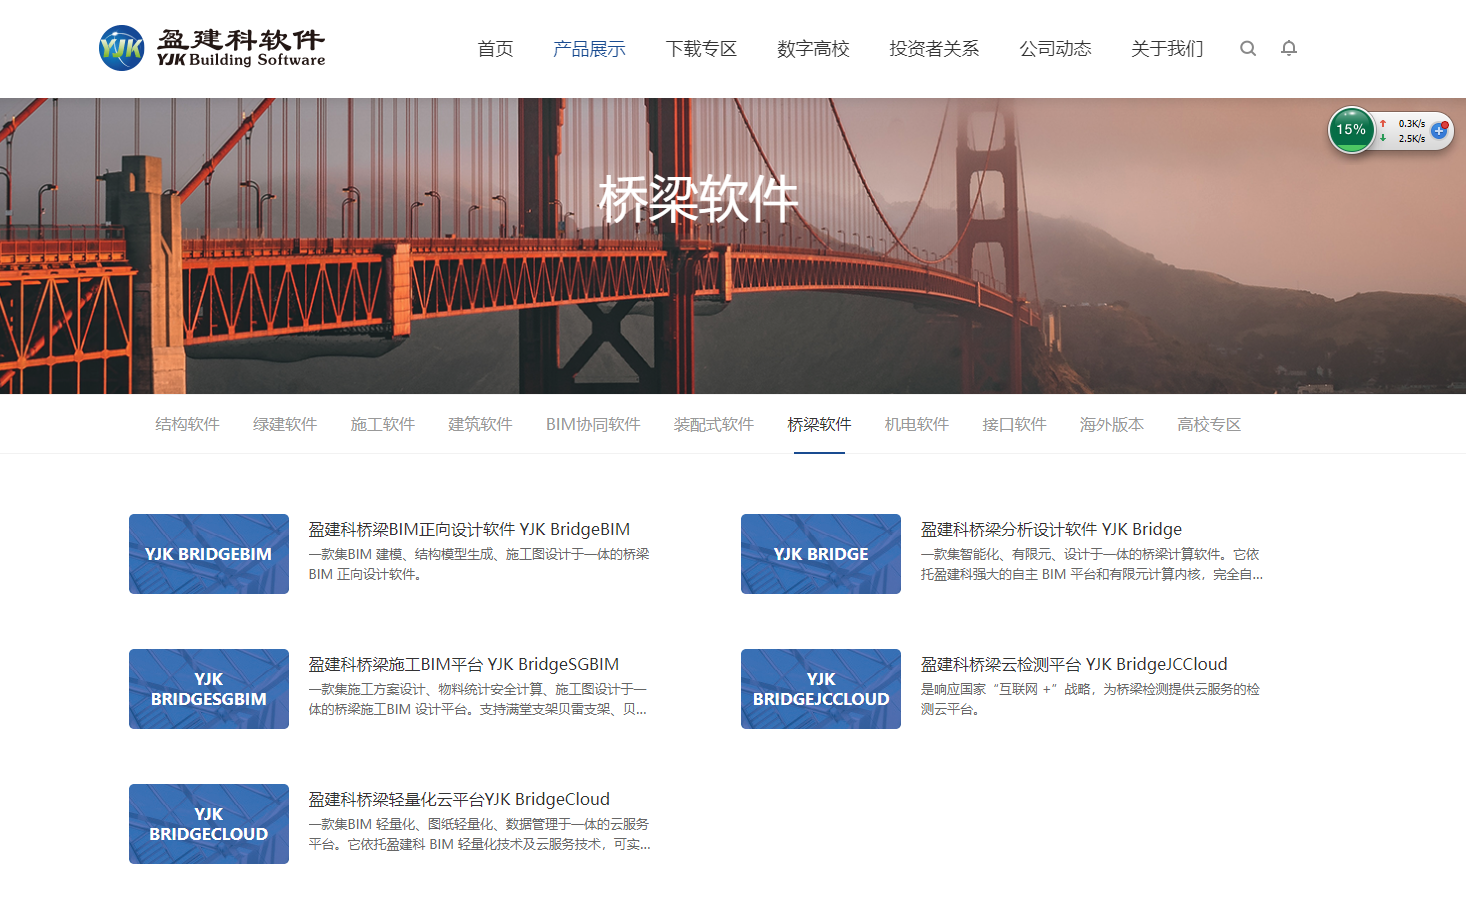 盈建科软件
YJK
YJK Building Software
首页 产品展示 下载专区 数字高校 投资者关系 公司动态 关于我们
15%
0.3K/s
2.5K/s
桥梁软件
结构软件 绿建软件 施工软件 建筑软件 BIM协同软件 装配式软件 桥梁软件 机电软件 接口软件 海外版本 高校专区
YJK BRIDGEBIM
盈建科桥梁BIM正向设计软件 YJK BridgeBIM
一款集BIM 建模、结构模型生成、施工图设计于一体的桥梁
BIM 正向设计软件。
YJK BRIDGE
盈建科桥梁分析设计软件 YJK Bridge
一款集智能化、有限元、设计于一体的桥梁计算软件。它依
托盈建科强大的自主 BIM 平台和有限元计算内核，完全自...
YJK
BRIDGESGBIM
盈建科桥梁施工BIM平台 YJK BridgeSGBIM
一款集施工方案设计、物料统计安全计算、施工图设计于一
体的桥梁施工BIM 设计平台。支持满堂支架贝雷支架、贝...
YJK
BRIDGEJCCLOUD
盈建科桥梁云检测平台 YJK BridgeJCCloud
是响应国家“互联网 +”战略，为桥梁检测提供云服务的检
测云平台。
YJK
BRIDGECLOUD
盈建科桥梁轻量化云平台YJK BridgeCloud
一款集BIM 轻量化、图纸轻量化、数据管理于一体的云服务
平台。它依托盈建科 BIM 轻量化技术及云服务技术，可实...